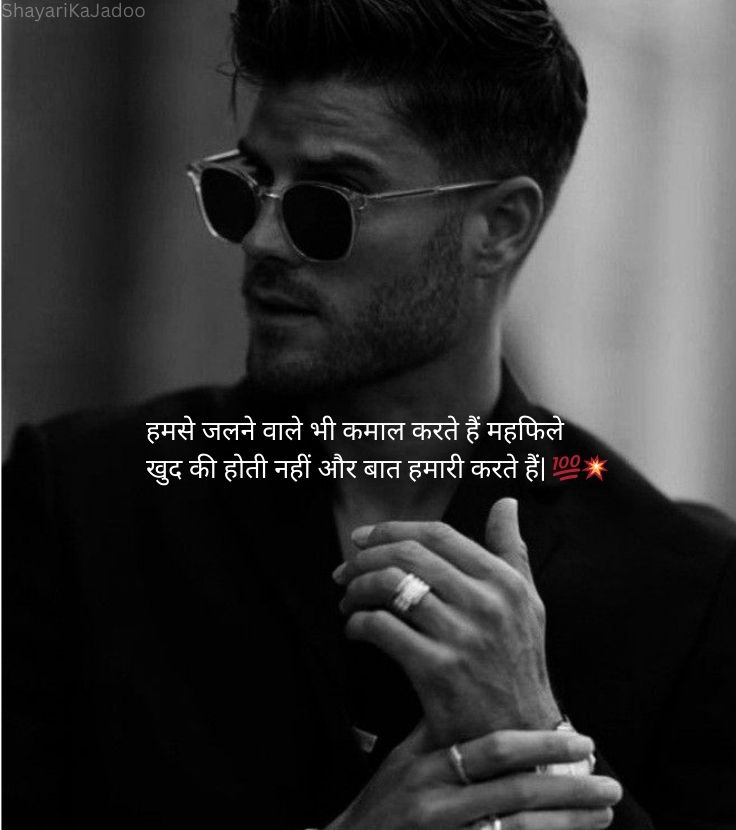 ShayariKaJadoo
हमसे जलने वाले भी कमाल करते हैं महफिले
खुद की होती नहीं और बात हमारी करते हैं| 💯💥